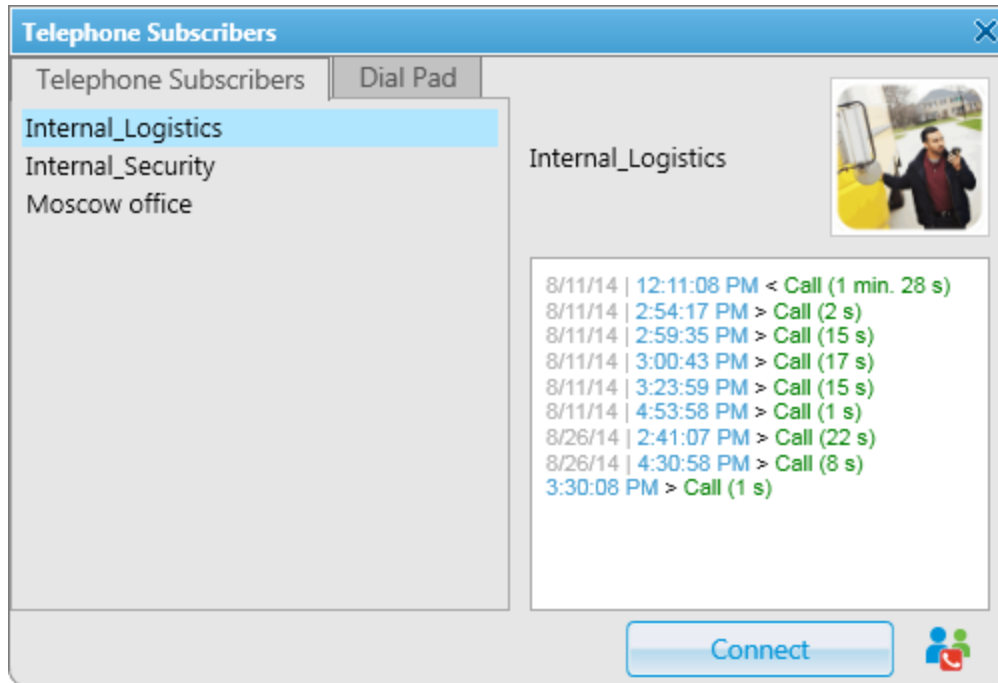 Telephone Subscribers
Telephone Subscribers
Dial Pad
Internal_Logistics
Internal_Security
Moscow office
Internal_Logistics
8/11/14 | 12:11:08 PM < Call (1 min. 28 s)
8/11/14 | 2:54:17 PM > Call (2 s)
8/11/14 | 2:59:35 PM > Call (15 s)
8/11/14 | 3:00:43 PM > Call (17 s)
8/11/14 | 3:23:59 PM > Call (15 s)
8/11/14 | 4:53:58 PM > Call (1 s)
8/26/14 | 2:41:07 PM > Call (22 s)
8/26/14 | 4:30:58 PM > Call (8 s)
3:30:08 PM > Call (1 s)
Connect